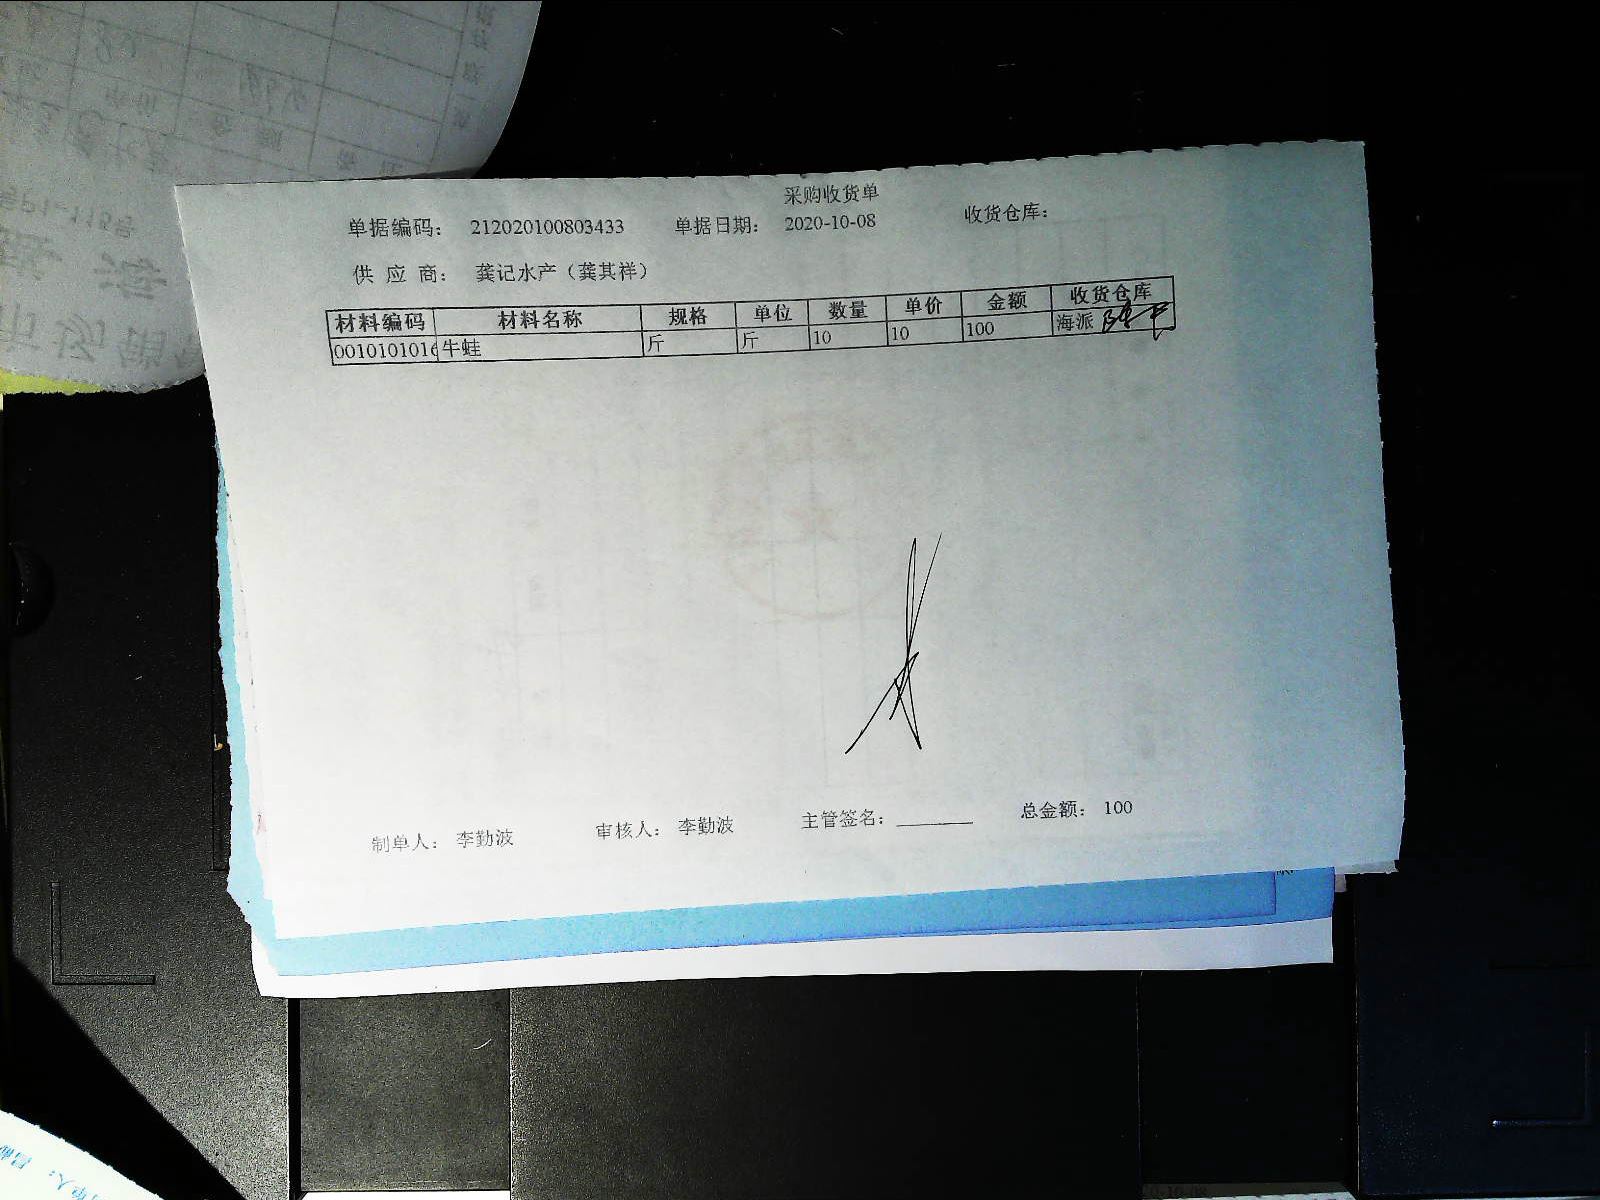 采购收货单
单据编码： 212020100803433 单据日期： 2020-10-08 收货仓库：
供 应 商： 龚记水产（龚其祥）
材料编码 材料名称 规格 单位 数量 单价 金额 收货仓库
0010101016 牛蛙 斤 斤 10 10 100 海派
制单人： 李勤波 审核人： 李勤波 主管签名：________ 总金额： 100